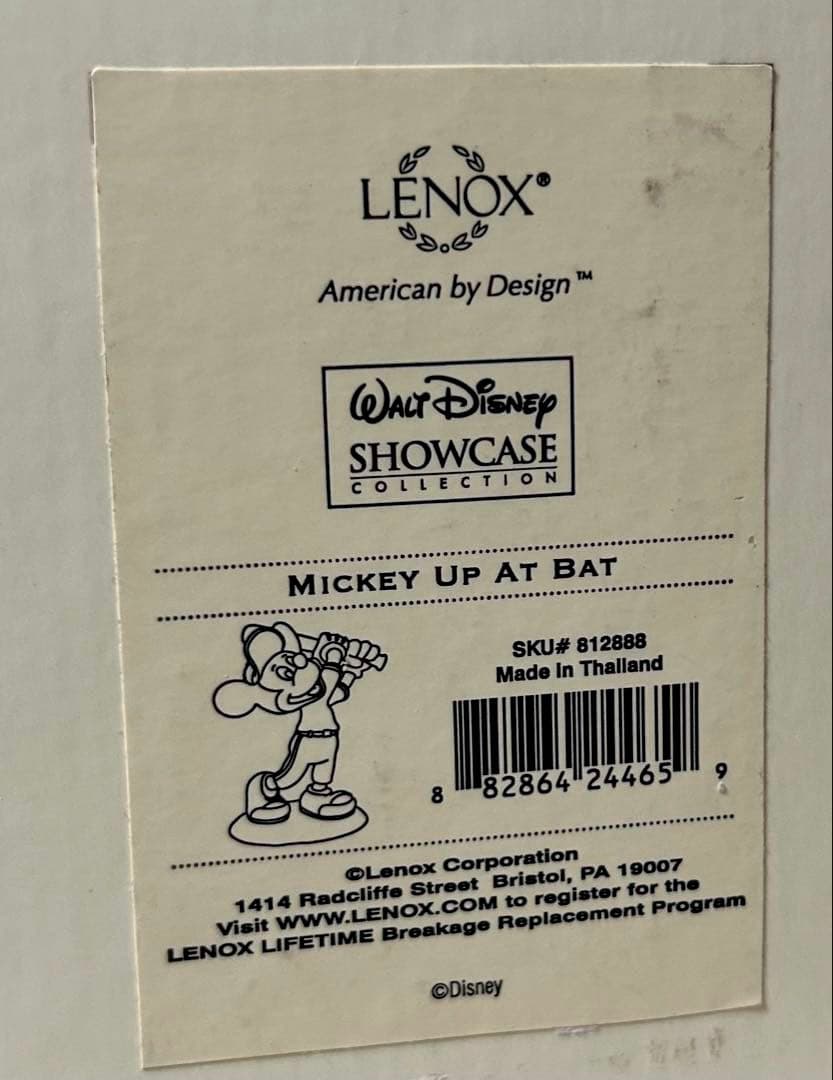 LENOX®
American by Design™
WALT DISNEY
SHOWCASE
COLLECTION
MICKEY UP AT BAT
SKU# 812888
Made In Thailand
8 82864 24465 9
©Lenox Corporation
1414 Radcliffe Street Bristol, PA 19007
Visit WWW.LENOX.COM to register for the
LENOX LIFETIME Breakage Replacement Program
©Disney